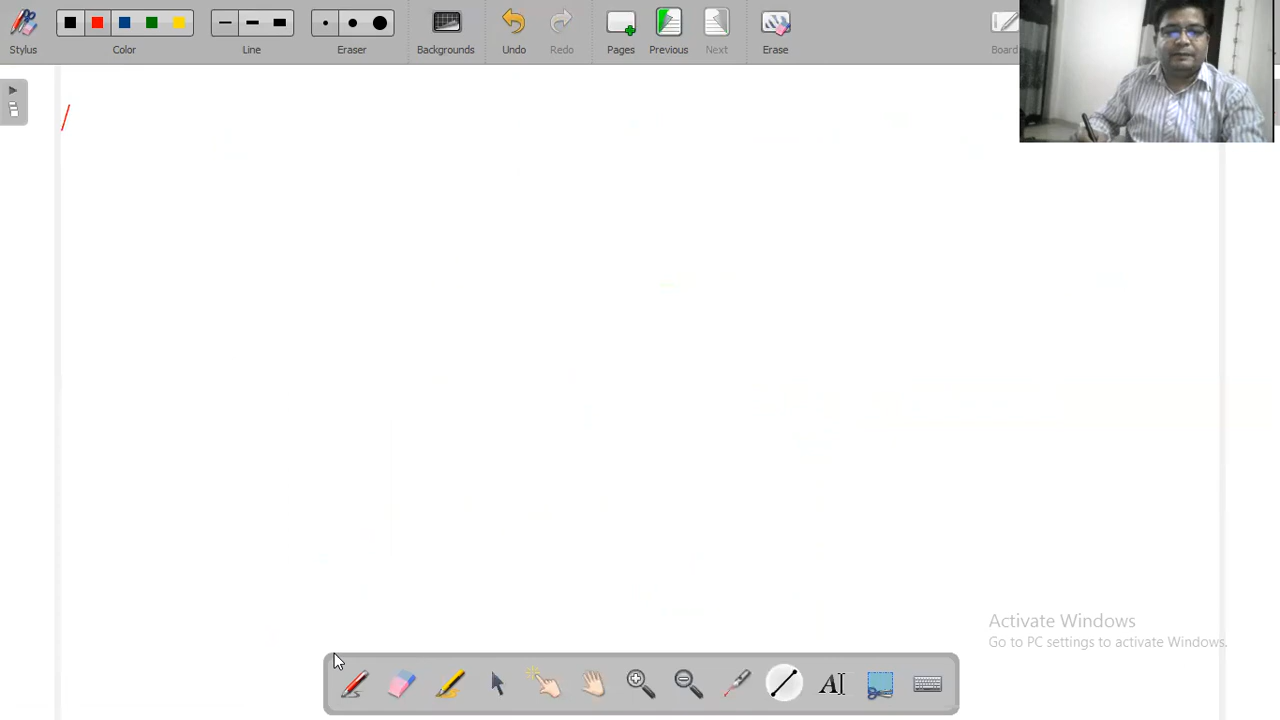 Stylus Color Line Eraser Backgrounds Undo Redo Pages Previous Next Erase Board
AI
Activate Windows
Go to PC settings to activate Windows.